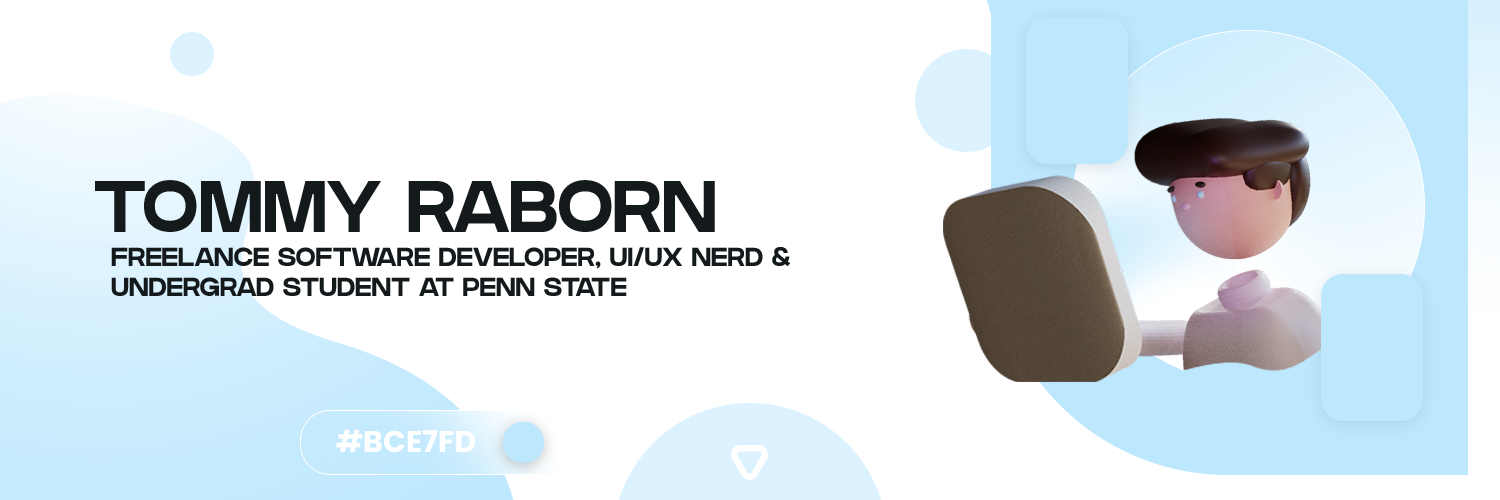 TOMMY RABORN
FREELANCE SOFTWARE DEVELOPER, UI/UX NERD &
UNDERGRAD STUDENT AT PENN STATE
#BCE7FD